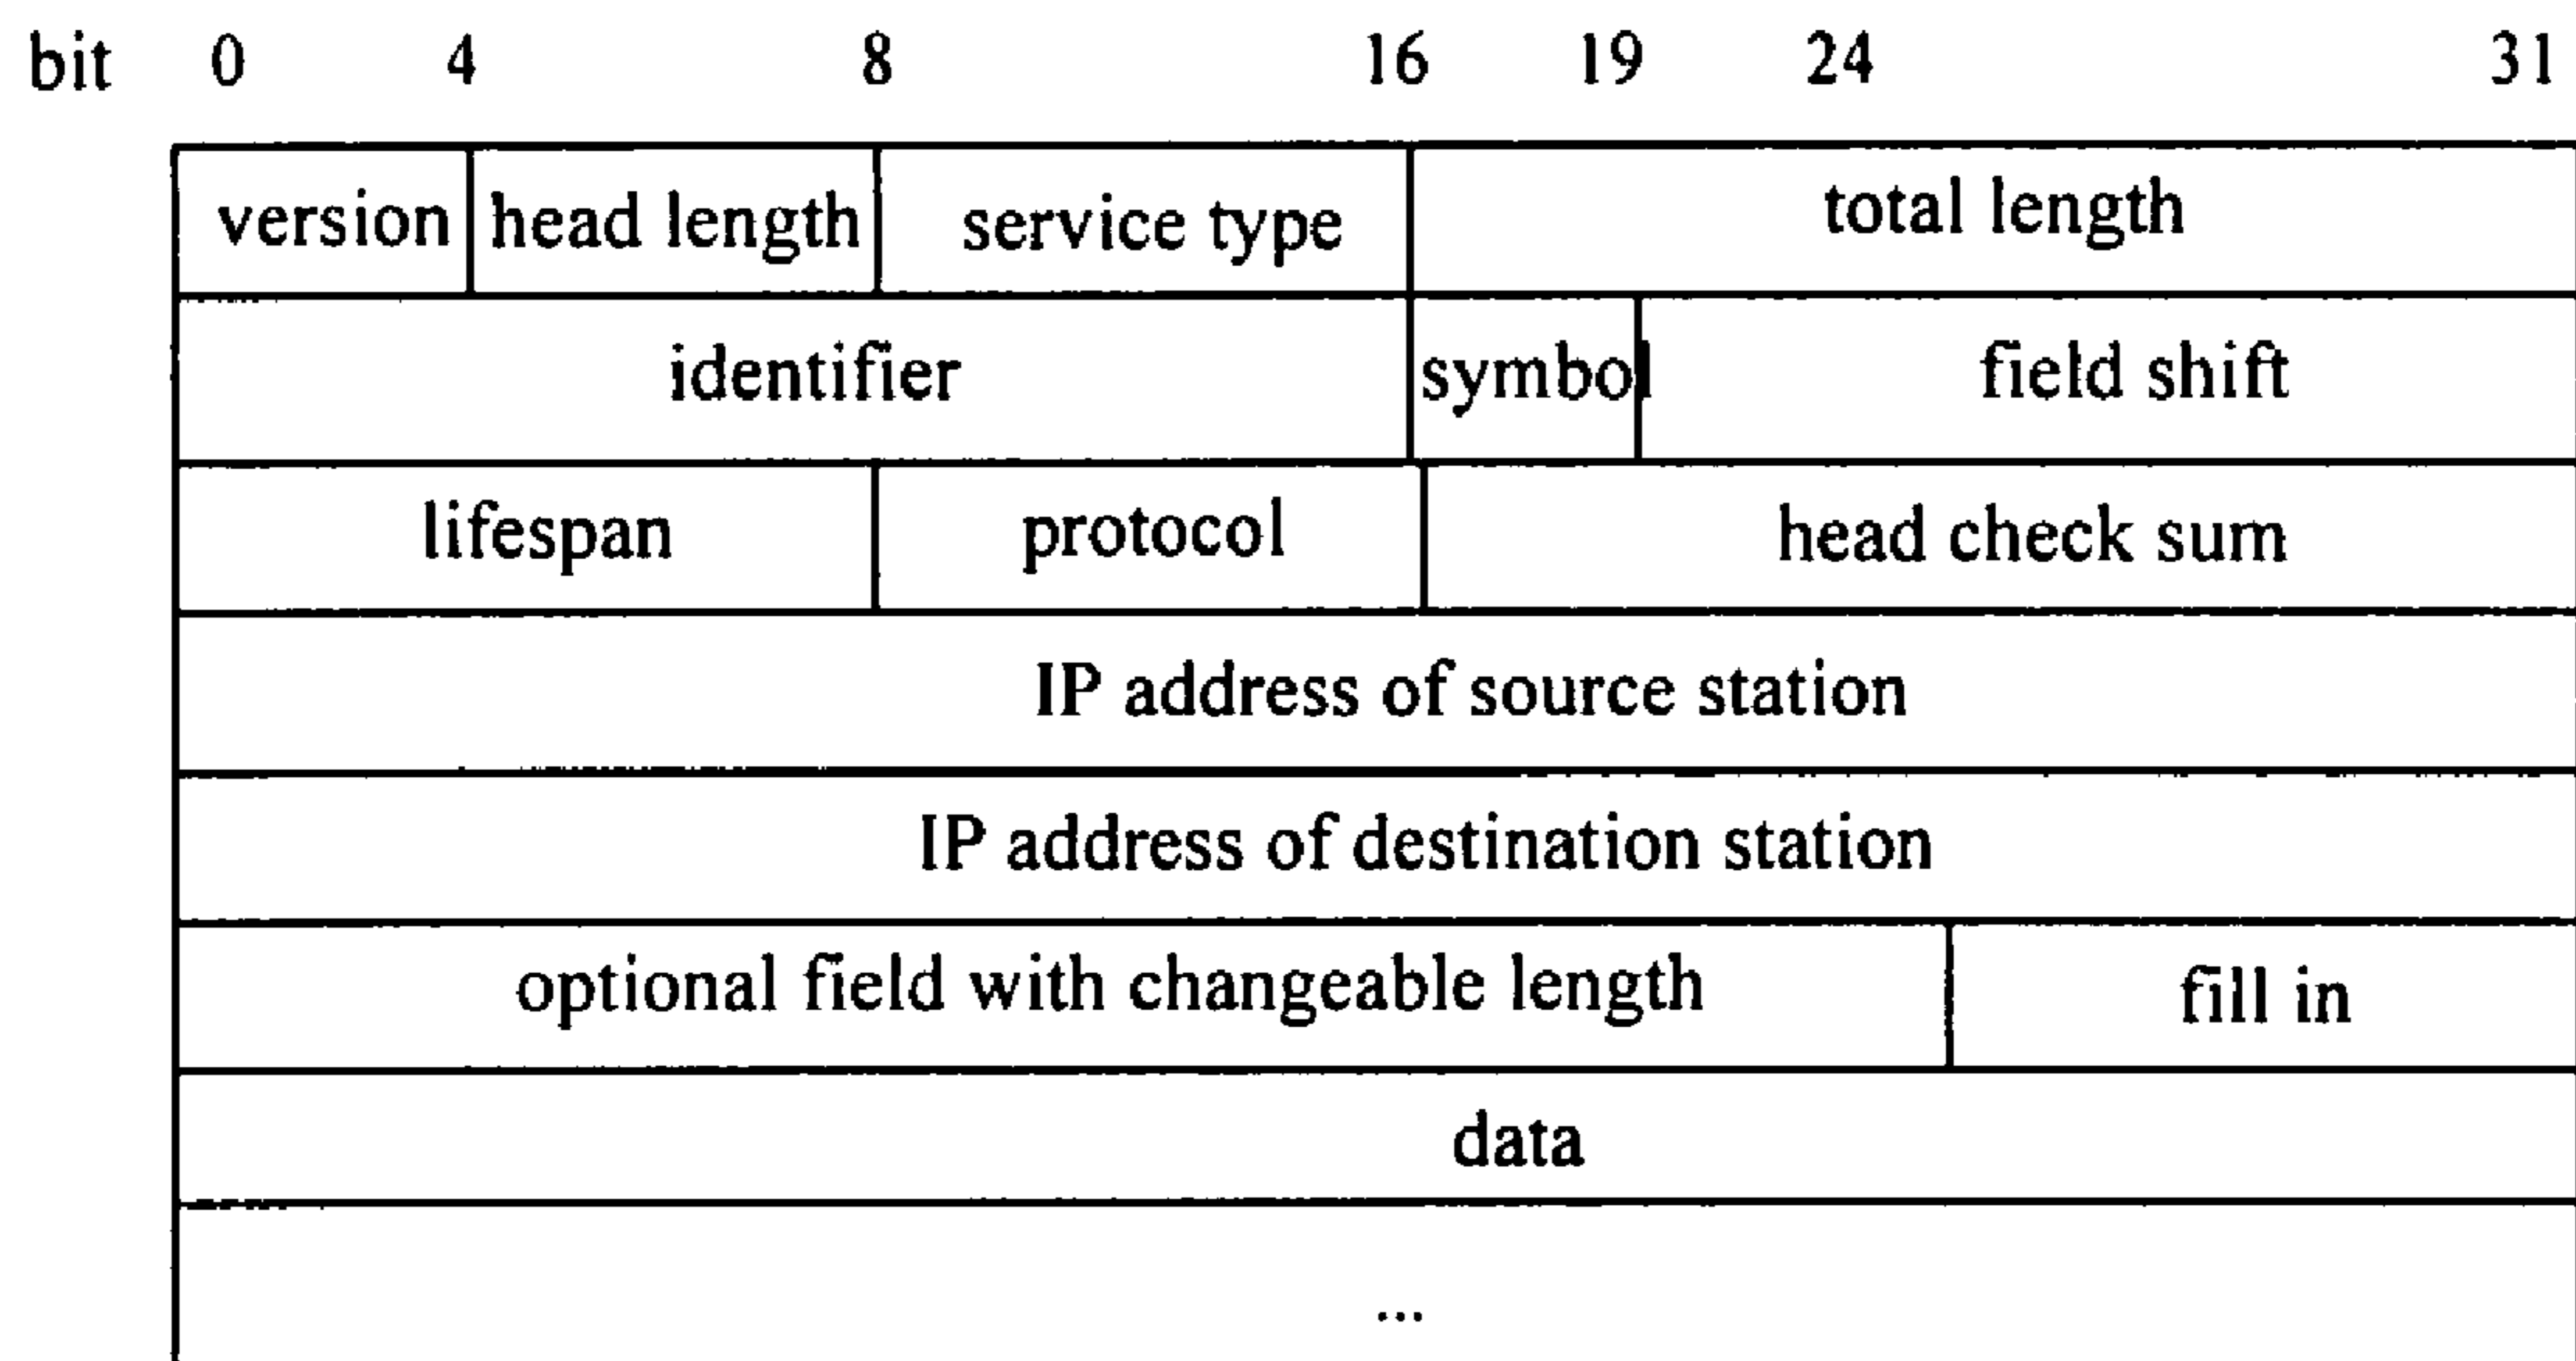 bit 0 4 8 16 19 24 31
version head length service type total length
identifier symbol field shift
lifespan protocol head check sum
IP address of source station
IP address of destination station
optional field with changeable length fill in
data
...